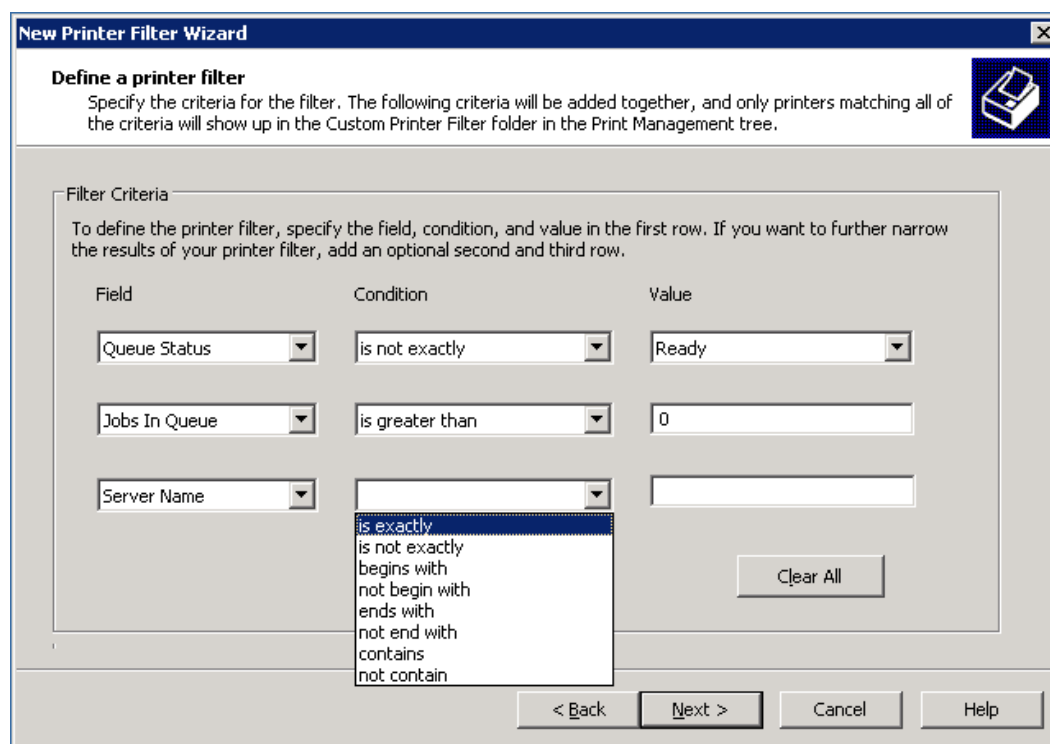 New Printer Filter Wizard
Define a printer filter
Specify the criteria for the filter. The following criteria will be added together, and only printers matching all of
the criteria will show up in the Custom Printer Filter folder in the Print Management tree.
Filter Criteria
To define the printer filter, specify the field, condition, and value in the first row. If you want to further narrow
the results of your printer filter, add an optional second and third row.
Field Condition Value
Queue Status is not exactly Ready
Jobs In Queue is greater than 0
Server Name
is exactly
is not exactly
begins with
not begin with
ends with
not end with
contains
not contain
Clear All
< Back Next > Cancel Help